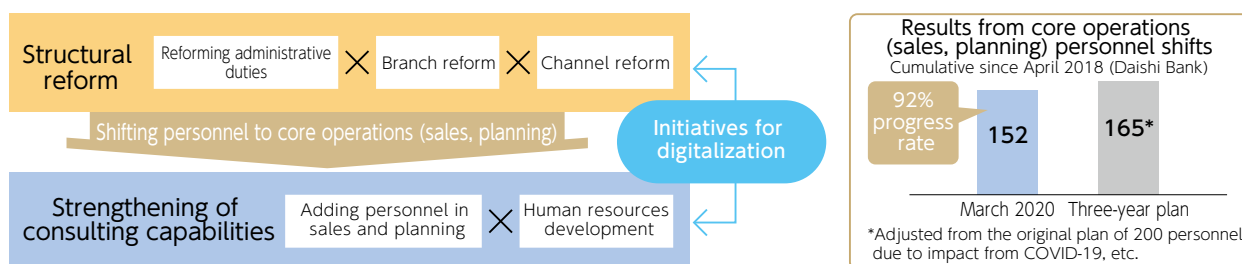 Structural
reform
Reforming administrative
duties
×
Branch reform
×
Channel reform
Shifting personnel to core operations (sales, planning)
Initiatives for
digitalization
Strengthening of
consulting capabilities
Adding personnel in
sales and planning
×
Human resources
development
Results from core operations
(sales, planning) personnel shifts
Cumulative since April 2018 (Daishi Bank)
92%
progress
rate
152
165*
March 2020
Three-year plan
*Adjusted from the original plan of 200 personnel
due to impact from COVID-19, etc.